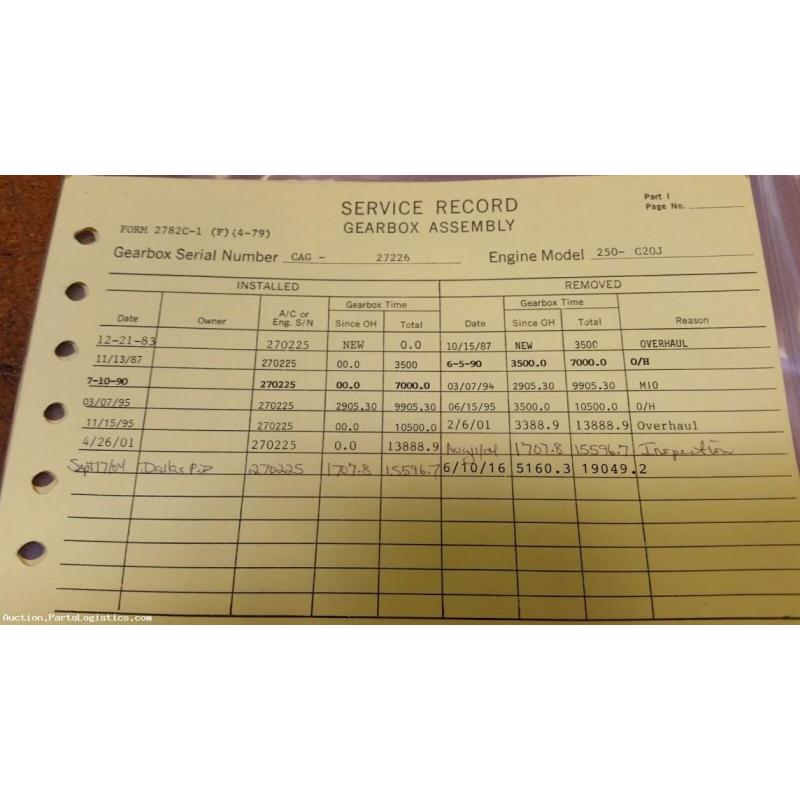 Part I
SERVICE RECORD Page No.
FORM 2782C-1 (F)(4-79) GEARBOX ASSEMBLY
Gearbox Serial Number CAG - 27226 Engine Model 250- C20J
INSTALLED REMOVED
Gearbox Time Gearbox Time
Date Owner A/C or Eng. S/N Since OH Total Date Since OH Total Reason
12-21-83 270225 NEW 0.0 10/15/87 NEW 3500 OVERHAUL
11/13/87 270225 00.0 3500 6-5-90 3500.0 7000.0 O/H
7-10-90 270225 00.0 7000.0 03/07/94 2905.30 9905.30 MIO
03/07/95 270225 2905.30 9905.30 06/15/95 3500.0 10500.0 O/H
11/15/95 270225 00.0 10500.0 2/6/01 3388.9 13888.9 Overhaul
4/26/01 270225 0.0 13888.9 1707.8 15596.7 Inspection
Sept 17/04 Dallas P.D 270225 1707.8 15596.7 6/10/16 5160.3 19049.2
Auction.PartsLogistics.com